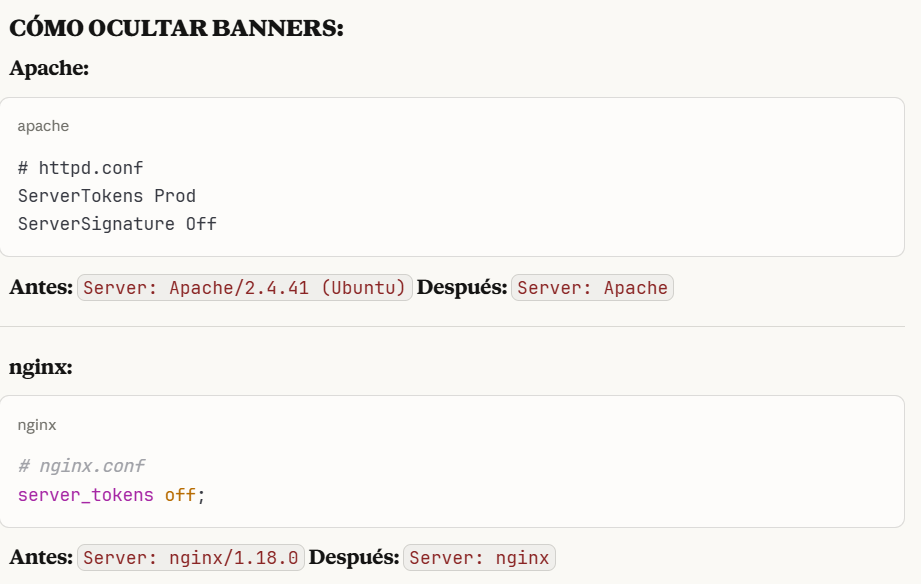 CÓMO OCULTAR BANNERS:
Apache:
apache
# httpd.conf
ServerTokens Prod
ServerSignature Off
Antes: Server: Apache/2.4.41 (Ubuntu) Después: Server: Apache
nginx:
nginx
# nginx.conf
server_tokens off;
Antes: Server: nginx/1.18.0 Después: Server: nginx